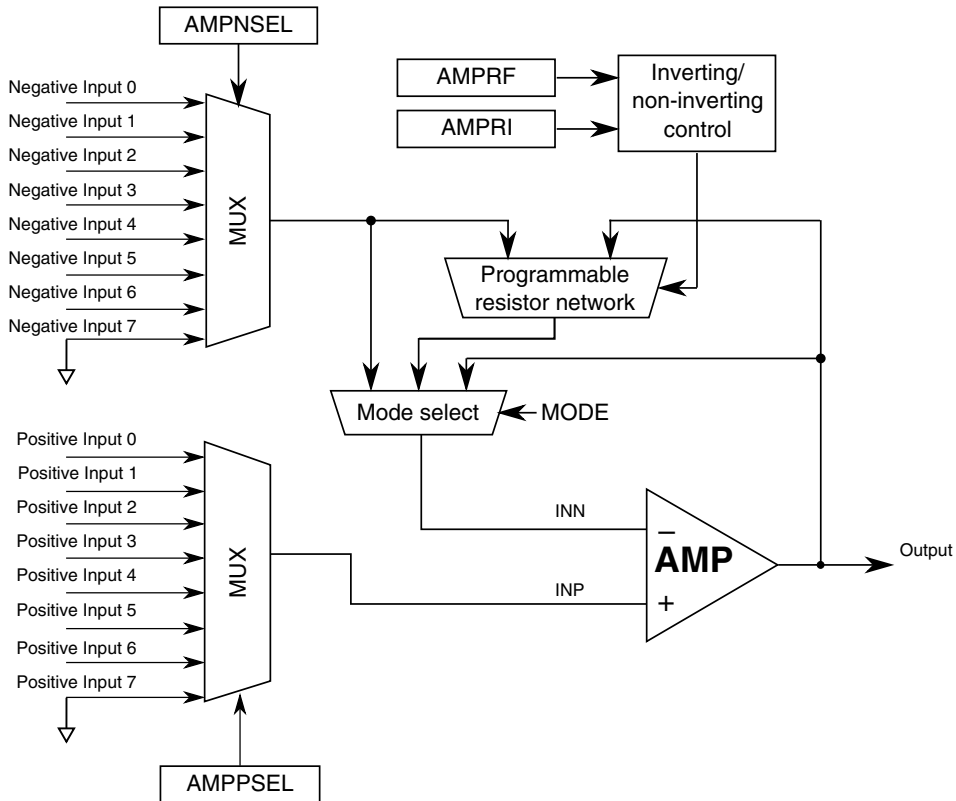 AMPNSEL
Negative Input 0
Negative Input 1
Negative Input 2
Negative Input 3
Negative Input 4
Negative Input 5
Negative Input 6
Negative Input 7
MUX
AMPRF
AMPRI
Inverting/
non-inverting
control
Programmable
resistor network
Mode select
MODE
Positive Input 0
Positive Input 1
Positive Input 2
Positive Input 3
Positive Input 4
Positive Input 5
Positive Input 6
Positive Input 7
MUX
INN
INP
−
AMP
+
Output
AMPPSEL